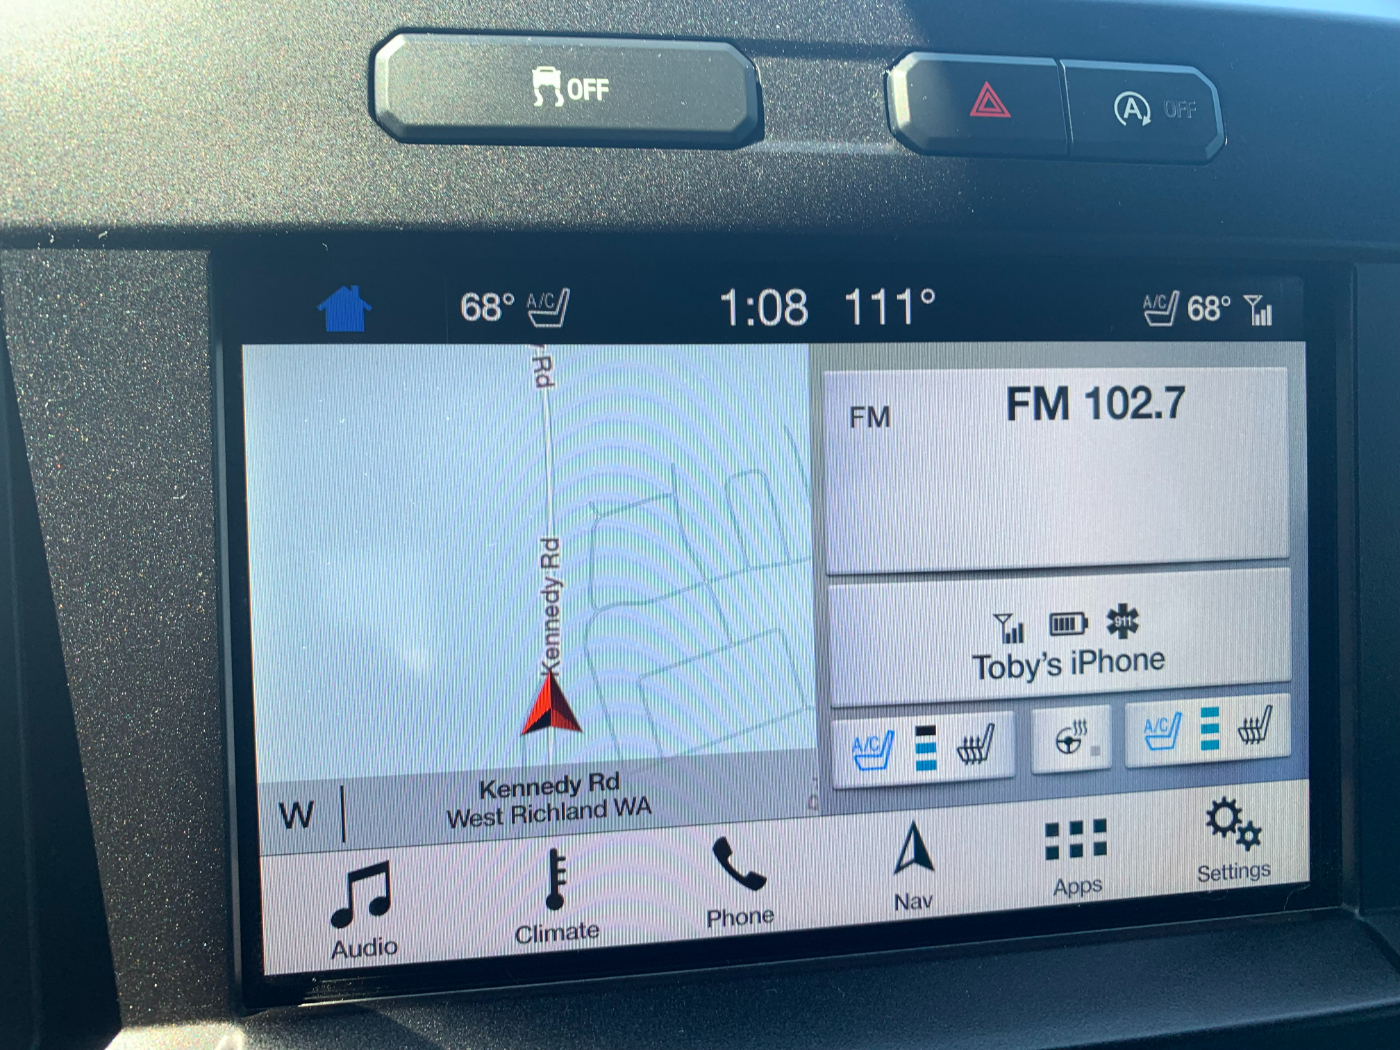 OFF
A OFF
68° A/C
1:08 111°
A/C 68°
Rd
Kennedy Rd
FM
FM 102.7
911
Toby's iPhone
A/C
A/C
W
Kennedy Rd
West Richland WA
Audio
Climate
Phone
Nav
Apps
Settings